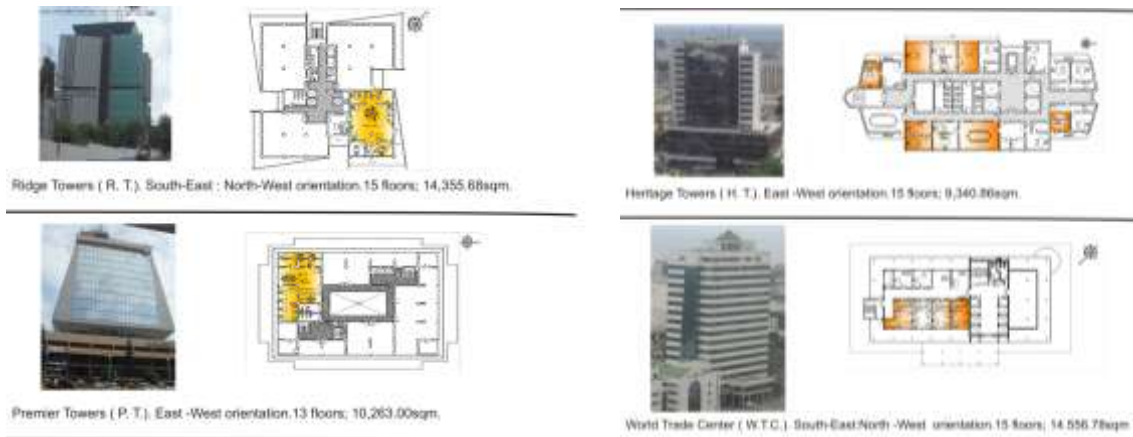 Ridge Towers ( R. T.). South-East : North-West orientation.15 floors; 14,355.68sqm.
Heritage Towers ( H. T.). East -West orientation.15 floors; 9,340.86sqm.
Premier Towers ( P. T.). East -West orientation.13 floors; 10,263.00sqm.
World Trade Center ( W.T.C.). South-East:North -West orientation.15 floors; 14.556.78sqm